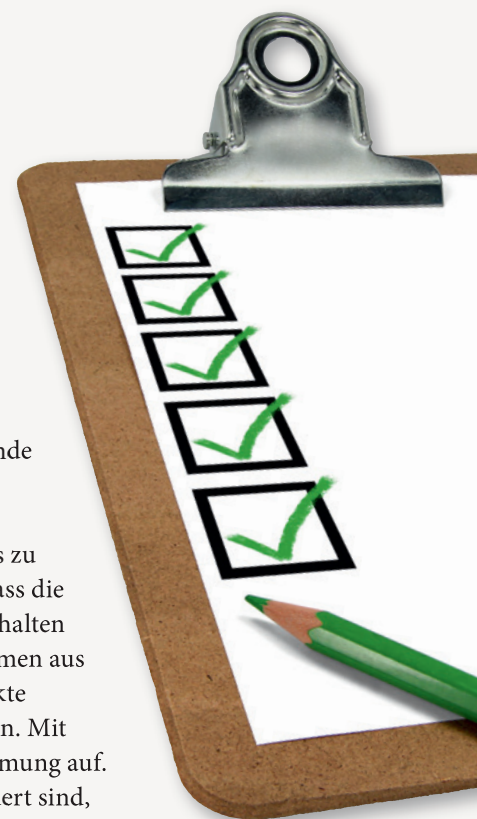 nde
s zu
ass die
halten
men aus
kte
n. Mit
mung auf.
ert sind,